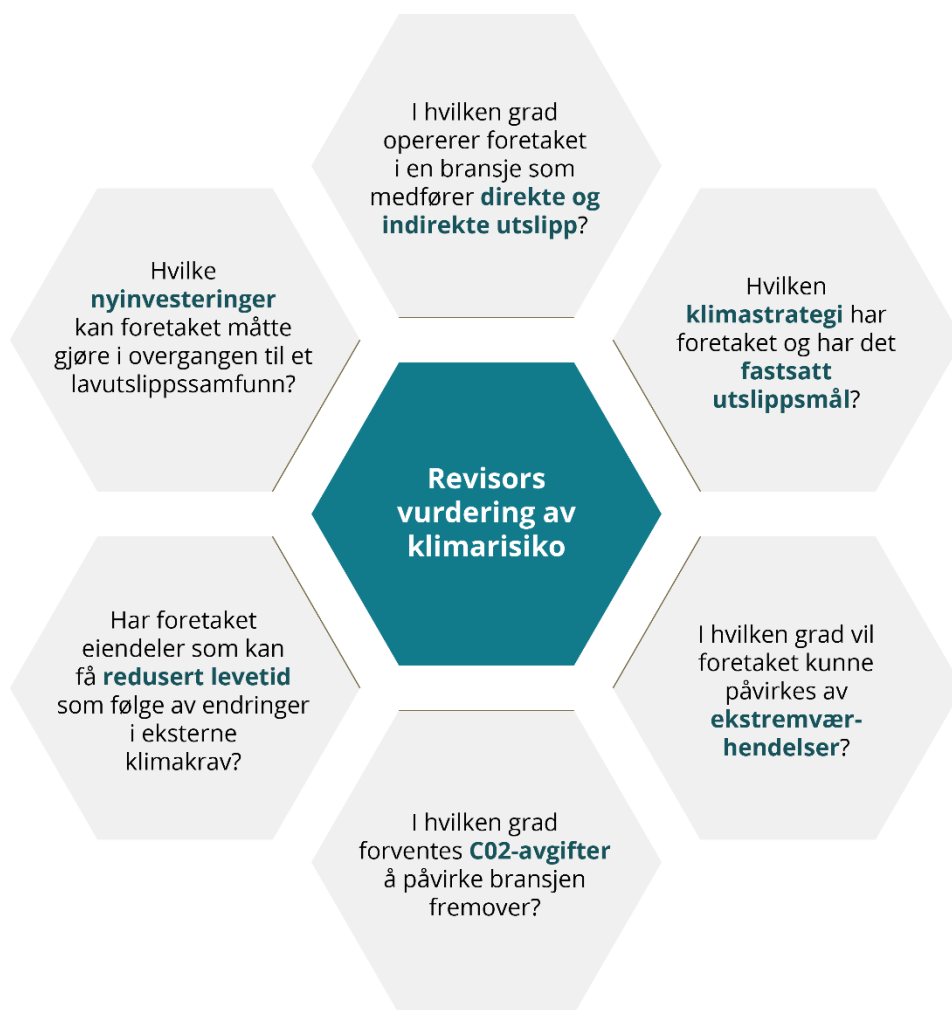 I hvilken grad
opererer foretaket
i en bransje som
medfører direkte og
indirekte utslipp?
Hvilke
nyinvesteringer
kan foretaket måtte
gjøre i overgangen til et
lavutslippssamfunn?
Hvilken
klimastrategi har
foretaket og har det
fastsatt
utslippsmål?
Revisors
vurdering av
klimarisiko
Har foretaket
eiendeler som kan
få redusert levetid
som følge av endringer
i eksterne
klimakrav?
I hvilken grad vil
foretaket kunne
påvirkes av
ekstremvær-
hendelser?
I hvilken grad
forventes C02-avgifter
å påvirke bransjen
fremover?